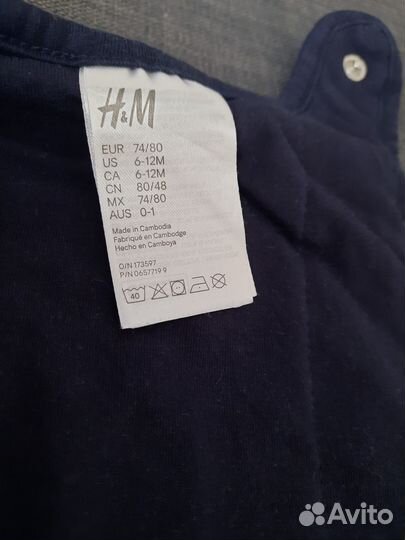 H&M
EUR 74/80
US 6-12M
CA 6-12M
CN 80/48
MX 74/80
AUS 0-1
Made in Cambodia
Fabriqué en Cambodge
Hecho en Camboya
O/N 173597
P/N 0657719 9
40
Avito